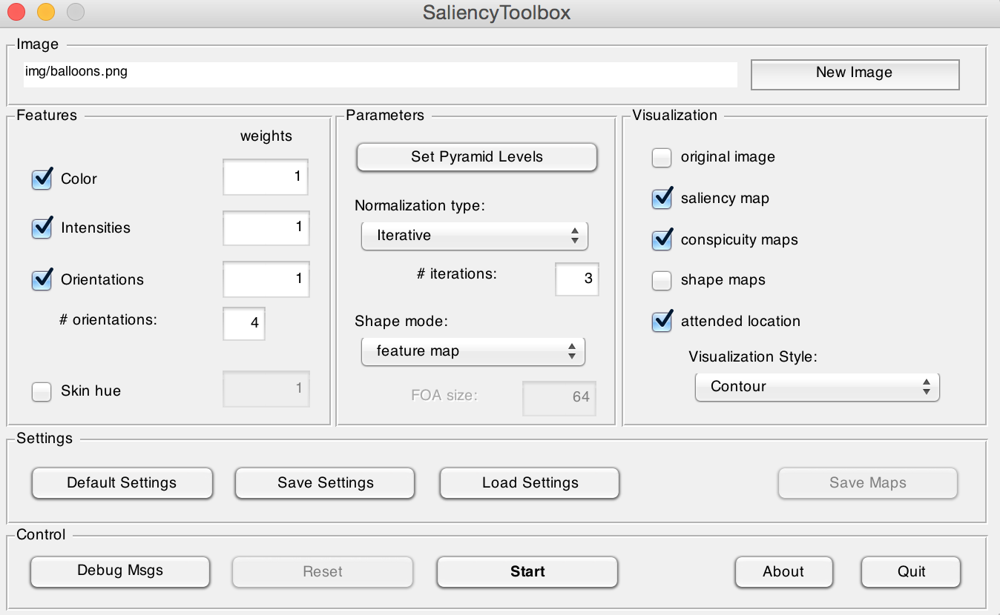 SaliencyToolbox
Image
img/balloons.png
New Image
Features
weights
Color 1
Intensities 1
Orientations 1
# orientations: 4
Skin hue 1
Parameters
Set Pyramid Levels
Normalization type:
Iterative
# iterations: 3
Shape mode:
feature map
FOA size: 64
Visualization
original image
saliency map
conspicuity maps
shape maps
attended location
Visualization Style:
Contour
Settings
Default Settings Save Settings Load Settings Save Maps
Control
Debug Msgs Reset Start About Quit